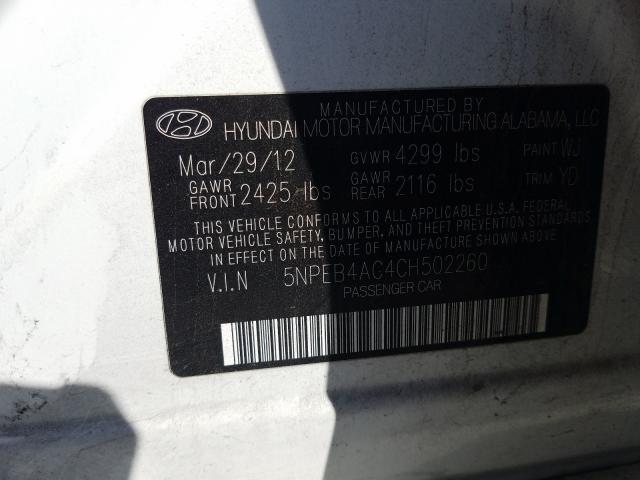 MANUFACTURED BY
HYUNDAI MOTOR MANUFACTURING ALABAMA, LLC
Mar/29/12 GVWR 4299 lbs PAINT WJ
GAWR FRONT 2425 lbs GAWR REAR 2116 lbs TRIM YD
THIS VEHICLE CONFORMS TO ALL APPLICABLE U.S.A. FEDERAL
MOTOR VEHICLE SAFETY, BUMPER, AND THEFT PREVENTION STANDARDS
IN EFFECT ON THE DATE OF MANUFACTURE SHOWN ABOVE.
V.I.N 5NPEB4AC4CH502260
PASSENGER CAR